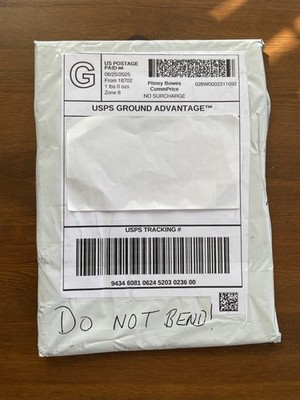 G
US POSTAGE
PAID
08/25/2025
From 18702
1 lbs 0 ozs
Zone 8
Pitney Bowes
CommPrice
NO SURCHARGE
028W0002311092
USPS GROUND ADVANTAGE™
USPS TRACKING #
9434 6081 0624 5203 0236 00
DO NOT BEND!